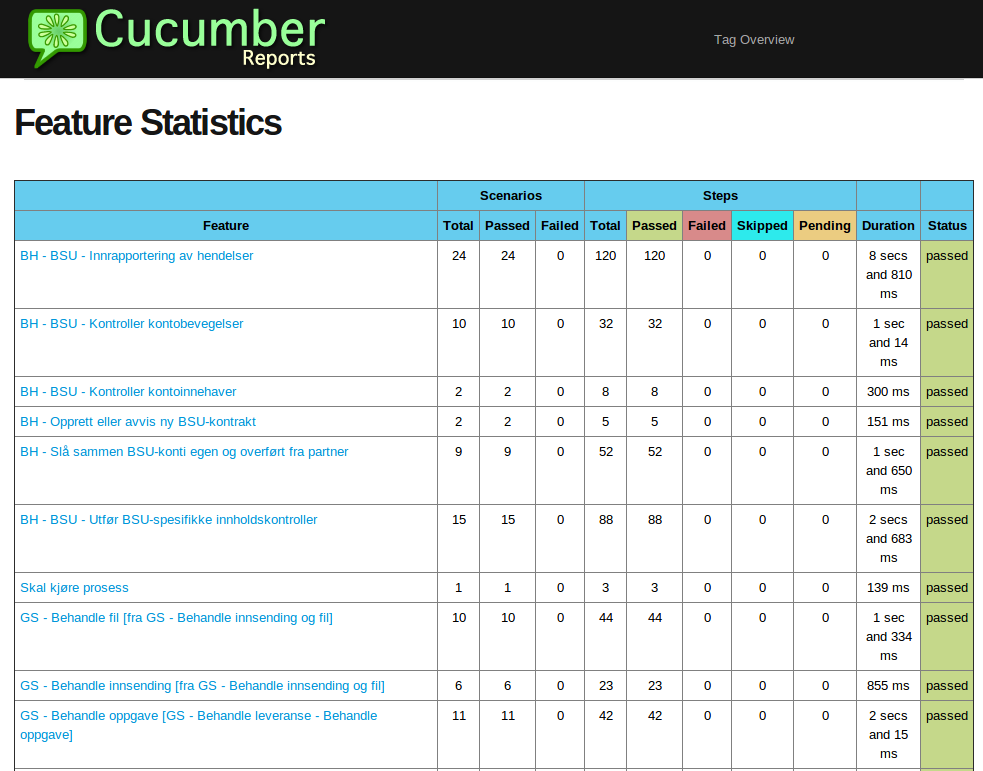 Cucumber
Reports
Tag Overview
Feature Statistics
Scenarios Steps
Feature Total Passed Failed Total Passed Failed Skipped Pending Duration Status
BH - BSU - Innrapportering av hendelser 24 24 0 120 120 0 0 0 8 secs passed
and 810
ms
BH - BSU - Kontroller kontobevegelser 10 10 0 32 32 0 0 0 1 sec passed
and 14
ms
BH - BSU - Kontroller kontoinnehaver 2 2 0 8 8 0 0 0 300 ms passed
BH - Opprett eller avvis ny BSU-kontrakt 2 2 0 5 5 0 0 0 151 ms passed
BH - Slå sammen BSU-konti egen og overført fra partner 9 9 0 52 52 0 0 0 1 sec passed
and 650
ms
BH - BSU - Utfør BSU-spesifikke innholdskontroller 15 15 0 88 88 0 0 0 2 secs passed
and 683
ms
Skal kjøre prosess 1 1 0 3 3 0 0 0 139 ms passed
GS - Behandle fil [fra GS - Behandle innsending og fil] 10 10 0 44 44 0 0 0 1 sec passed
and 334
ms
GS - Behandle innsending [fra GS - Behandle innsending og fil] 6 6 0 23 23 0 0 0 855 ms passed
GS - Behandle oppgave [GS - Behandle leveranse - Behandle 11 11 0 42 42 0 0 0 2 secs passed
oppgave] and 15
ms